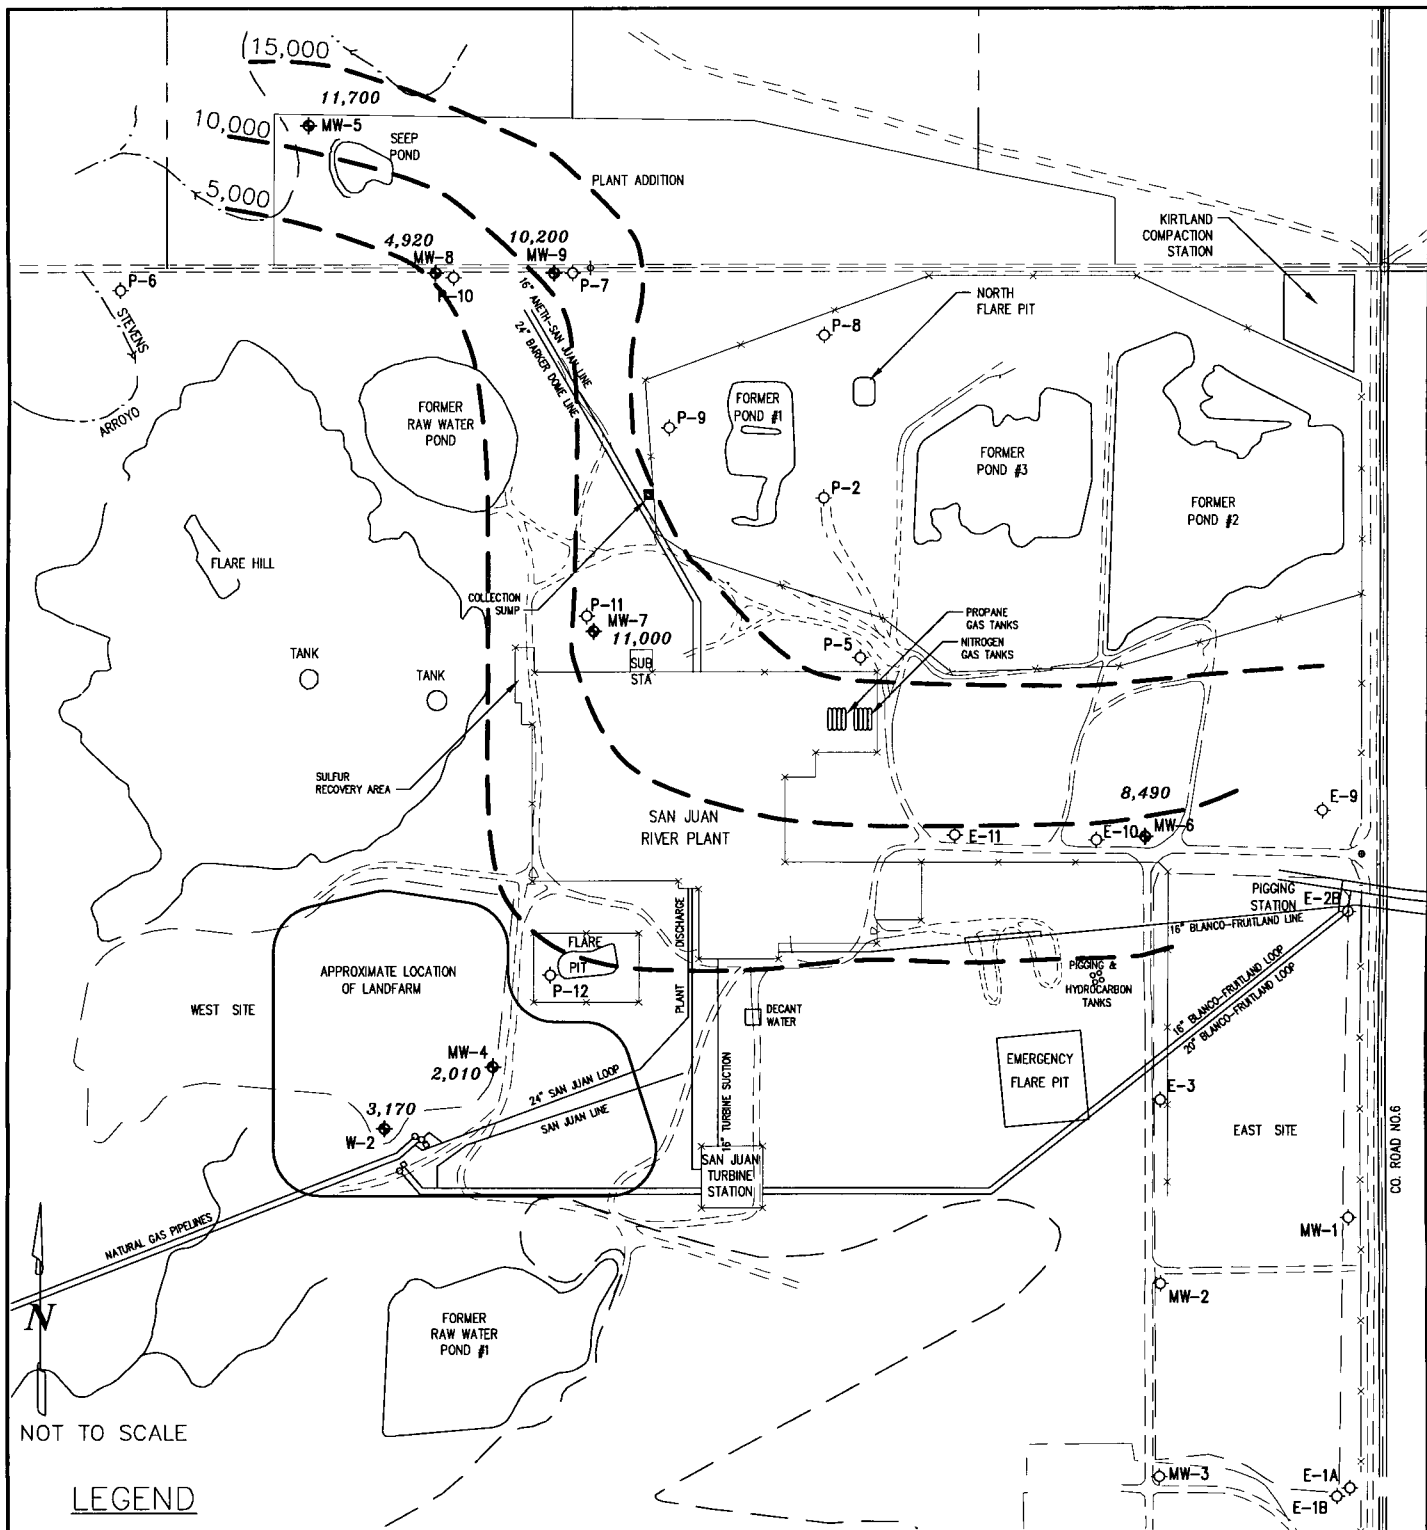 (15,000
11,700
MW-5
10,000
SEEP
POND
PLANT ADDITION
5,000
KIRTLAND
COMPACTION
STATION
4,920
MW-8
10,200
MW-9
P-6
P-10
P-7
STEVENS
ARROYO
16" ANETH-SAN JUAN LINE
24" BARKER DOME LINE
NORTH
FLARE PIT
P-8
FORMER
RAW WATER
POND
P-9
FORMER
POND #1
FORMER
POND #3
P-2
FORMER
POND #2
FLARE HILL
COLLECTION
SUMP
P-11
MW-7
11,000
PROPANE
GAS TANKS
NITROGEN
GAS TANKS
P-5
SUB
STA
TANK
TANK
SULFUR
RECOVERY AREA
SAN JUAN
RIVER PLANT
8,490
E-9
E-11
E-10
MW-6
PIGGING
STATION
E-2B
16" BLANCO-FRUITLAND LINE
DISCHARGE
PLANT
FLARE
PIT
P-12
APPROXIMATE LOCATION
OF LANDFARM
WEST SITE
PIGGING &
HYDROCARBON
TANKS
16" BLANCO-FRUITLAND LOOP
20" BLANCO-FRUITLAND LOOP
DECANT
WATER
EMERGENCY
FLARE PIT
MW-4
2,010
24" SAN JUAN LOOP
SAN JUAN LINE
16" TURBINE SUCTION
E-3
EAST SITE
3,170
W-2
SAN JUAN
TURBINE
STATION
CO. ROAD NO.6
NATURAL GAS PIPELINES
MW-1
MW-2
N
FORMER
RAW WATER
POND #1
NOT TO SCALE
MW-3
E-1A
E-1B
LEGEND